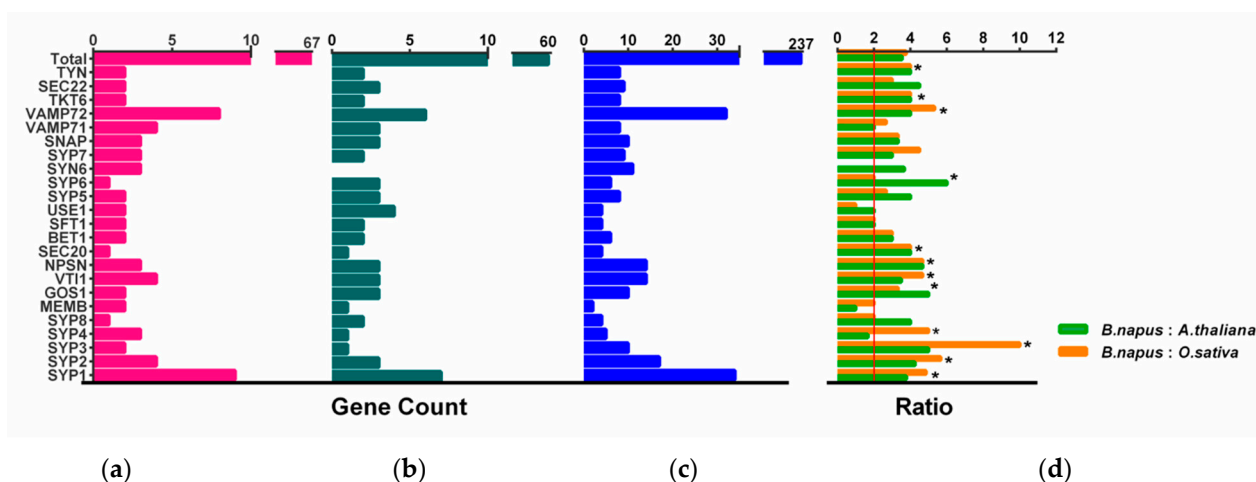 0 5 10 67
0 5 10 60
0 10 20 30 237
0 2 4 6 8 10 12
Total
TYN
SEC22
TKT6
VAMP72
VAMP71
SNAP
SYP7
SYN6
SYP6
SYP5
USE1
SFT1
BET1
SEC20
NPSN
VTI1
GOS1
MEMB
SYP8
SYP4
SYP3
SYP2
SYP1
*
*
*
*
*
*
*
*
*
*
*
*
B.napus : A.thaliana
B.napus : O.sativa
Gene Count
Ratio
(a) (b) (c) (d)